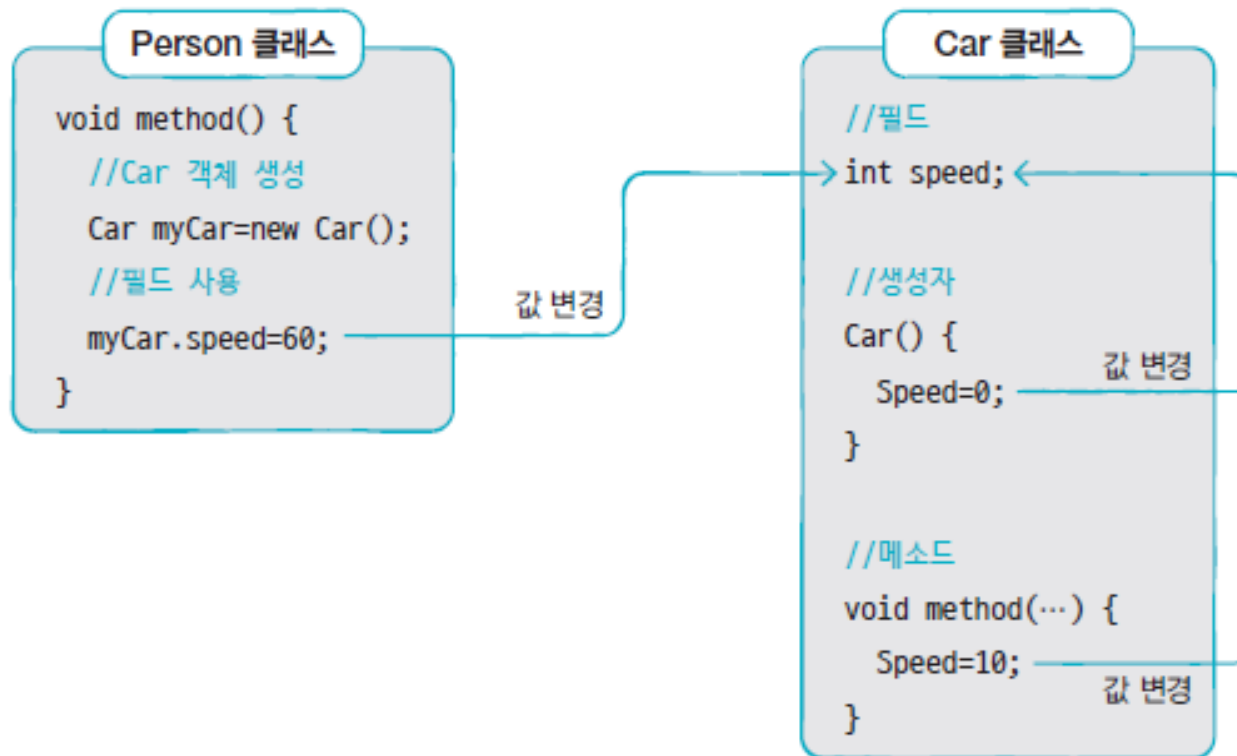 Person 클래스
void method() {
//Car 객체 생성
Car myCar=new Car();
//필드 사용
myCar.speed=60;
}
값 변경
Car 클래스
//필드
int speed;
//생성자
Car() {
Speed=0;
값 변경
}
//메소드
void method(…) {
Speed=10;
값 변경
}